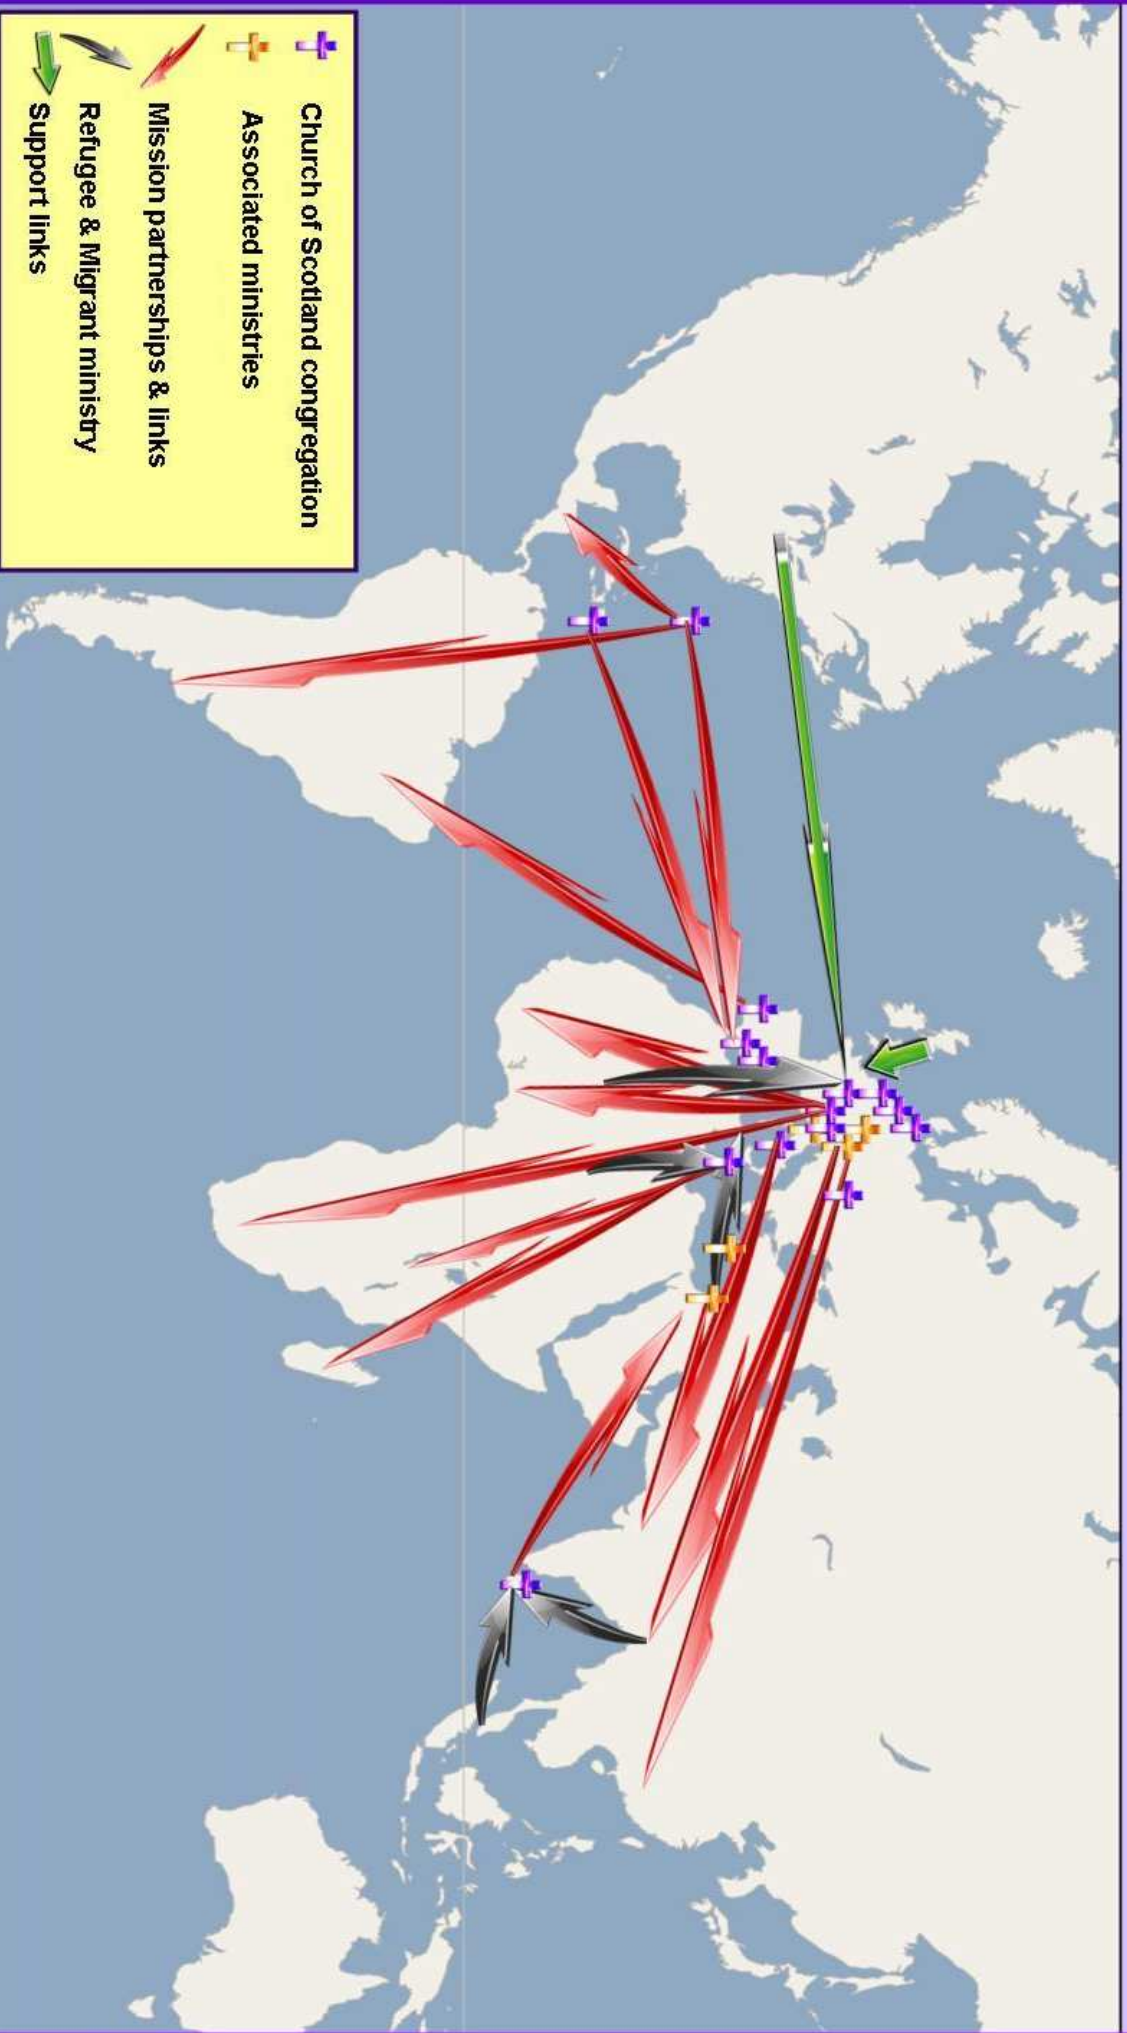 Church of Scotland congregation
Associated ministries
Mission partnerships & links
Refugee & Migrant ministry
Support links